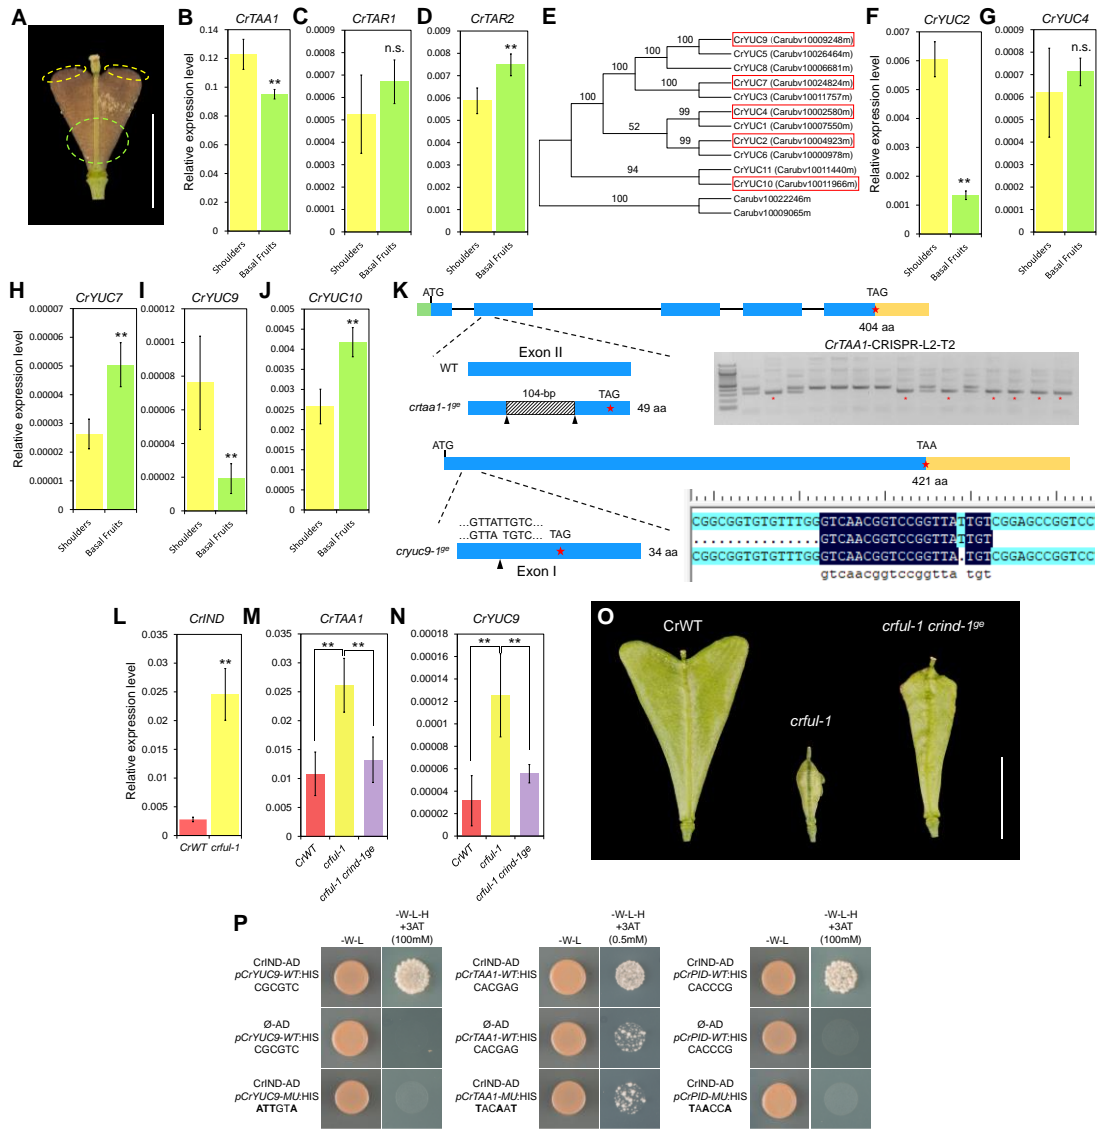 A
B
CrTAA1
Relative expression level
0.14
0.12
0.1
0.08
0.06
0.04
0.02
0
**
Shoulders
Basal Fruits
C
CrTAR1
0.0009
0.0008
0.0007
0.0006
0.0005
0.0004
0.0003
0.0002
0.0001
0
n.s.
Shoulders
Basal Fruits
D
CrTAR2
0.009
0.008
0.007
0.006
0.005
0.004
0.003
0.002
0.001
0
**
Shoulders
Basal Fruits
E
100
100
100
99
52
99
94
100
CrYUC9 (Carubv10009248m)
CrYUC5 (Carubv10026464m)
CrYUC8 (Carubv10006681m)
CrYUC7 (Carubv10024824m)
CrYUC3 (Carubv10011757m)
CrYUC4 (Carubv10002580m)
CrYUC1 (Carubv10007550m)
CrYUC2 (Carubv10004923m)
CrYUC6 (Carubv10000978m)
CrYUC11 (Carubv10011440m)
CrYUC10 (Carubv10011966m)
Carubv10022246m
Carubv10009065m
F
CrYUC2
Relative expression level
0.007
0.006
0.005
0.004
0.003
0.002
0.001
0
**
Shoulders
Basal Fruits
G
CrYUC4
0.0009
0.0008
0.0007
0.0006
0.0005
0.0004
0.0003
0.0002
0.0001
0
n.s.
Shoulders
Basal Fruits
H
CrYUC7
Relative expression level
0.00007
0.00006
0.00005
0.00004
0.00003
0.00002
0.00001
0
**
Shoulders
Basal Fruits
I
CrYUC9
0.00012
0.0001
0.00008
0.00006
0.00004
0.00002
0
**
Shoulders
Basal Fruits
J
CrYUC10
0.005
0.0045
0.004
0.0035
0.003
0.0025
0.002
0.0015
0.001
0.0005
0
**
Shoulders
Basal Fruits
K
ATG
TAG
404 aa
Exon II
WT
104-bp
TAG
crtaa1-1ge
49 aa
CrTAA1-CRISPR-L2-T2
ATG
TAA
421 aa
...GTTATTGTC...
...GTTA TGTC...
TAG
cryuc9-1ge
34 aa
Exon I
CGGCGGTGTGTTTGGGTCAACGGTCCGGTTATTGTCGGAGCCGGTCC
...............GTCAACGGTCCGGTTATTGT
CGGCGGTGTGTTTGGGTCAACGGTCCGGTTA.TGTCGGAGCCGGTCC
gtcaacggtccggtta tgt
L
CrIND
Relative expression level
0.035
0.03
0.025
0.02
0.015
0.01
0.005
0
**
CrWT crful-1
M
CrTAA1
0.035
0.03
0.025
0.02
0.015
0.01
0.005
0
** **
CrWT
crful-1
crful-1 crind-1ge
N
CrYUC9
0.00018
0.00016
0.00014
0.00012
0.0001
0.00008
0.00006
0.00004
0.00002
0
** **
CrWT
crful-1
crful-1 crind-1ge
O
CrWT
crful-1
crful-1 crind-1ge
P
-W-L
-W-L-H
+3AT
(100mM)
CrIND-AD
pCrYUC9-WT:HIS
CGCGTC
Ø-AD
pCrYUC9-WT:HIS
CGCGTC
CrIND-AD
pCrYUC9-MU:HIS
ATTGTA
-W-L
-W-L-H
+3AT
(0.5mM)
CrIND-AD
pCrTAA1-WT:HIS
CACGAG
Ø-AD
pCrTAA1-WT:HIS
CACGAG
CrIND-AD
pCrTAA1-MU:HIS
TACAAT
-W-L
-W-L-H
+3AT
(100mM)
CrIND-AD
pCrPID-WT:HIS
CACCCG
Ø-AD
pCrPID-WT:HIS
CACCCG
CrIND-AD
pCrPID-MU:HIS
TAACCA